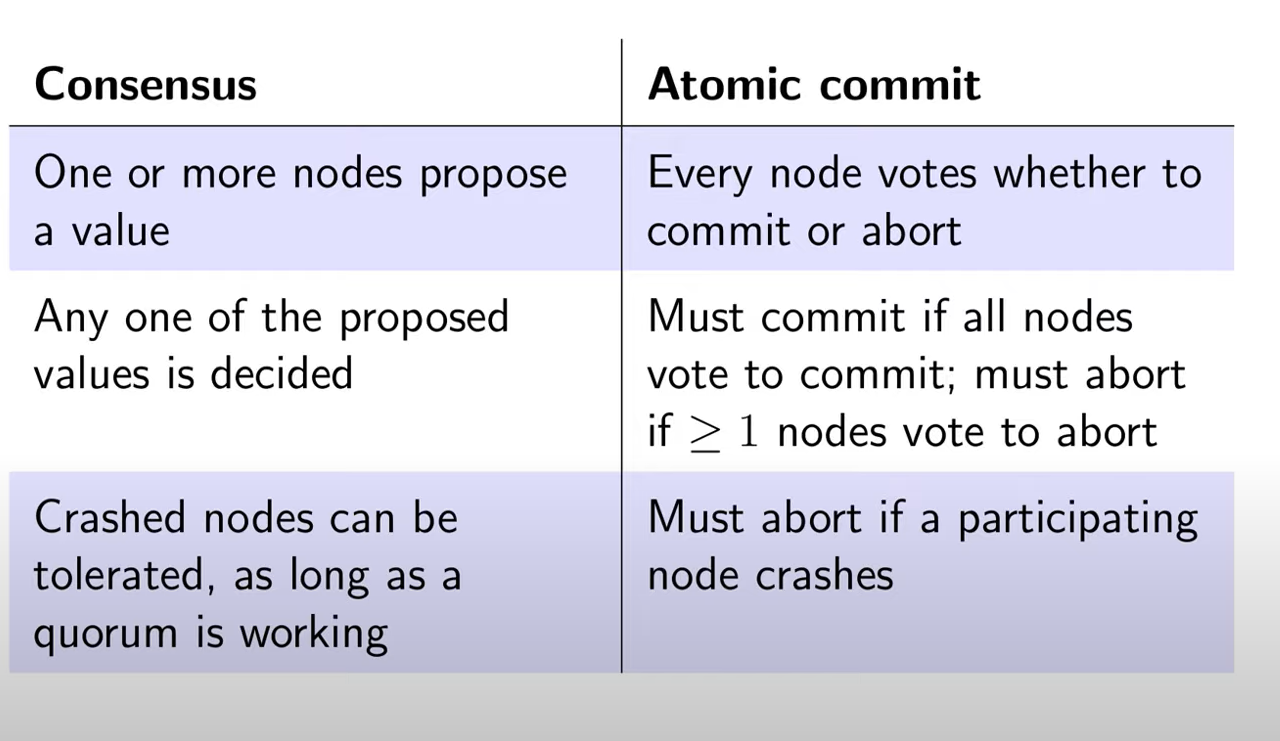 Consensus
Atomic commit
One or more nodes propose
a value
Every node votes whether to
commit or abort
Any one of the proposed
values is decided
Must commit if all nodes
vote to commit; must abort
if ≥ 1 nodes vote to abort
Crashed nodes can be
tolerated, as long as a
quorum is working
Must abort if a participating
node crashes